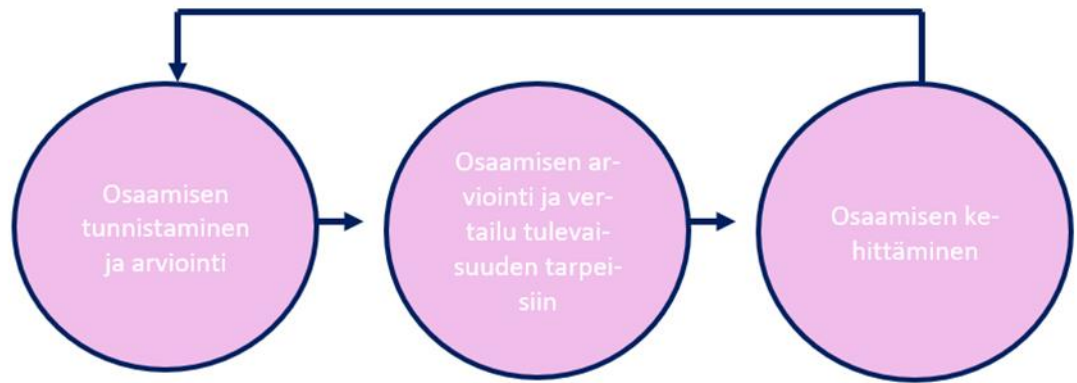 Osaamisen
tunnistaminen
ja arviointi
Osaamisen ar-
viointi ja ver-
tailu tulevai-
suuden tarpei-
siin
Osaamisen ke-
hittäminen